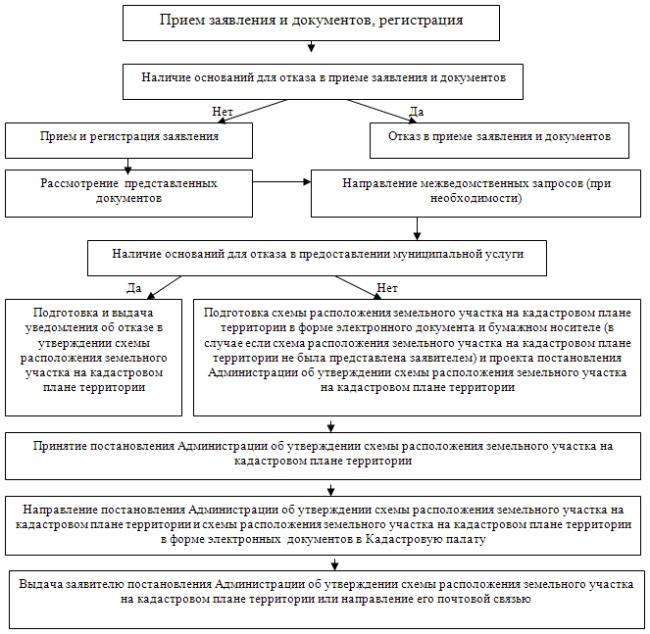 Прием заявления и документов, регистрация
Наличие оснований для отказа в приеме заявления и документов
Нет
Да
Прием и регистрация заявления
Отказ в приеме заявления и документов
Рассмотрение представленных
документов
Направление межведомственных запросов (при
необходимости)
Наличие оснований для отказа в предоставлении муниципальной услуги
Да
Нет
Подготовка и выдача
уведомления об отказе в
утверждении схемы
расположения земельного
участка на кадастровом
плане территории
Подготовка схемы расположения земельного участка на кадастровом плане
территории в форме электронного документа и бумажном носителе (в
случае если схема расположения земельного участка на кадастровом плане
территории не была представлена заявителем) и проекта постановления
Администрации об утверждении схемы расположения земельного участка
на кадастровом плане территории
Принятие постановления Администрации об утверждении схемы расположения земельного участка на
кадастровом плане территории
Направление постановления Администрации об утверждении схемы расположения земельного участка на
кадастровом плане территории и схемы расположения земельного участка на кадастровом плане территории
в форме электронных документов в Кадастровую палату
Выдача заявителю постановления Администрации об утверждении схемы расположения земельного участка
на кадастровом плане территории или направление его почтовой связью